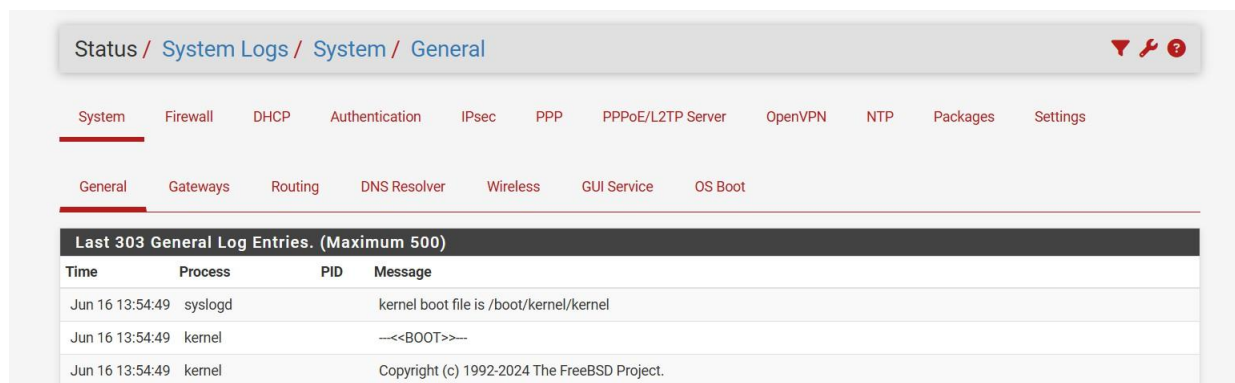 Status / System Logs / System / General
System Firewall DHCP Authentication IPsec PPP PPPoE/L2TP Server OpenVPN NTP Packages Settings
General Gateways Routing DNS Resolver Wireless GUI Service OS Boot
Last 303 General Log Entries. (Maximum 500)
Time Process PID Message
Jun 16 13:54:49 syslogd kernel boot file is /boot/kernel/kernel
Jun 16 13:54:49 kernel ---<<BOOT>>---
Jun 16 13:54:49 kernel Copyright (c) 1992-2024 The FreeBSD Project.